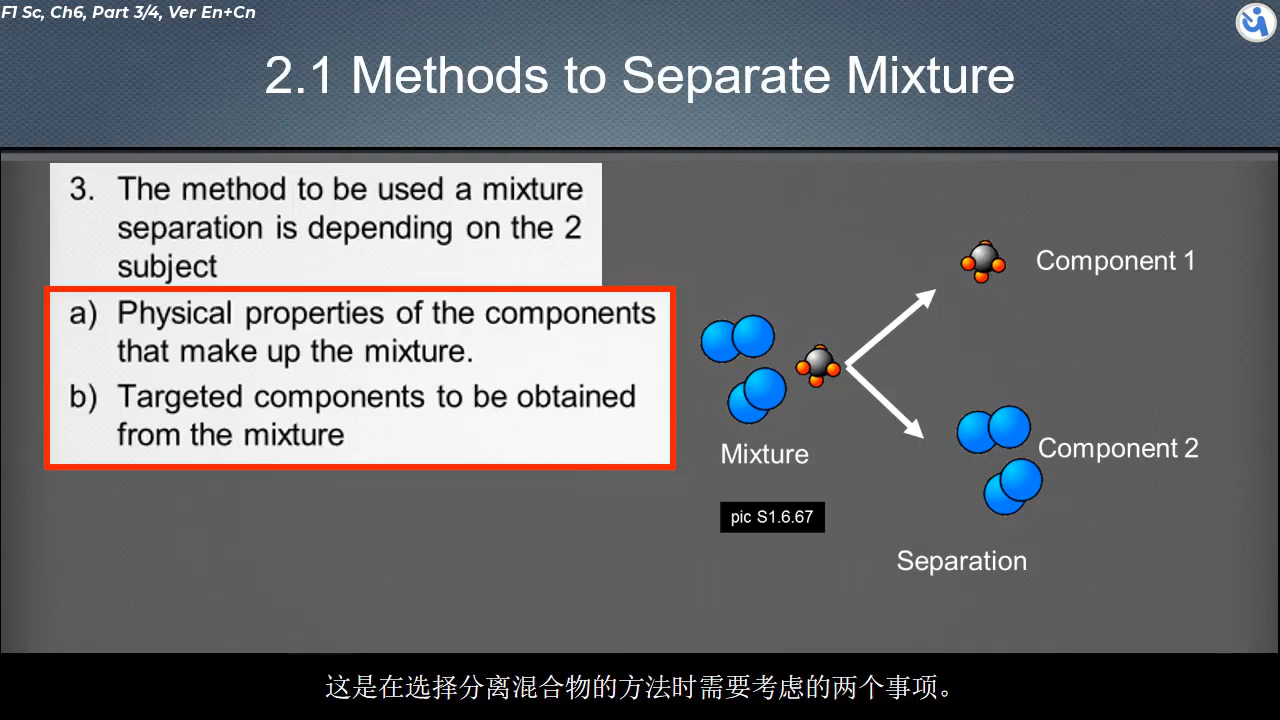 F1 Sc, Ch6, Part 3/4, Ver En+Cn
2.1 Methods to Separate Mixture
3. The method to be used a mixture
separation is depending on the 2
subject
a) Physical properties of the components
that make up the mixture.
b) Targeted components to be obtained
from the mixture
Component 1
Mixture
Component 2
pic S1.6.67
Separation
这是在选择分离混合物的方法时需要考虑的两个事项。